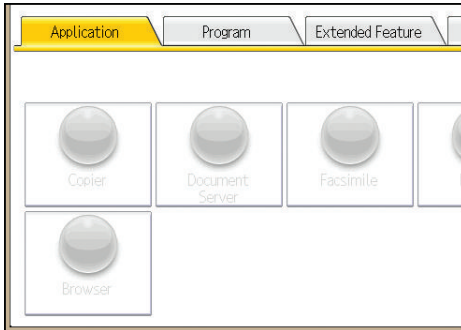 Application
Program
Extended Feature
Copier
Document
Server
Facsimile
Browser